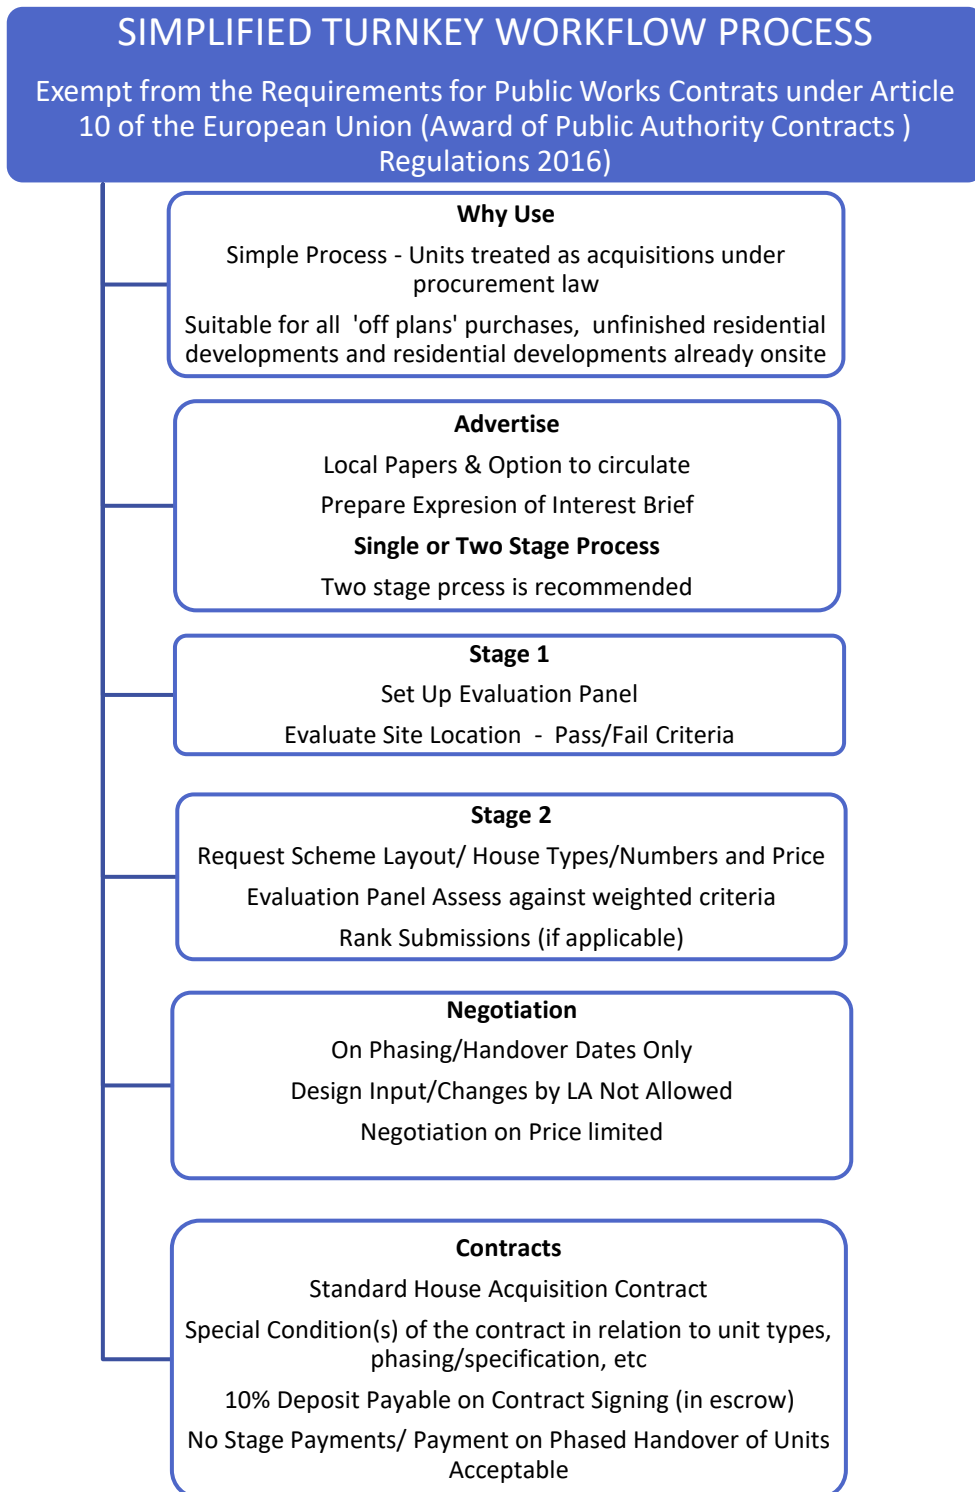 SIMPLIFIED TURNKEY WORKFLOW PROCESS
Exempt from the Requirements for Public Works Contrats under Article
10 of the European Union (Award of Public Authority Contracts )
Regulations 2016)
Why Use
Simple Process - Units treated as acquisitions under
procurement law
Suitable for all 'off plans' purchases, unfinished residential
developments and residential developments already onsite
Advertise
Local Papers & Option to circulate
Prepare Expresion of Interest Brief
Single or Two Stage Process
Two stage prcess is recommended
Stage 1
Set Up Evaluation Panel
Evaluate Site Location - Pass/Fail Criteria
Stage 2
Request Scheme Layout/ House Types/Numbers and Price
Evaluation Panel Assess against weighted criteria
Rank Submissions (if applicable)
Negotiation
On Phasing/Handover Dates Only
Design Input/Changes by LA Not Allowed
Negotiation on Price limited
Contracts
Standard House Acquisition Contract
Special Condition(s) of the contract in relation to unit types,
phasing/specification, etc
10% Deposit Payable on Contract Signing (in escrow)
No Stage Payments/ Payment on Phased Handover of Units
Acceptable